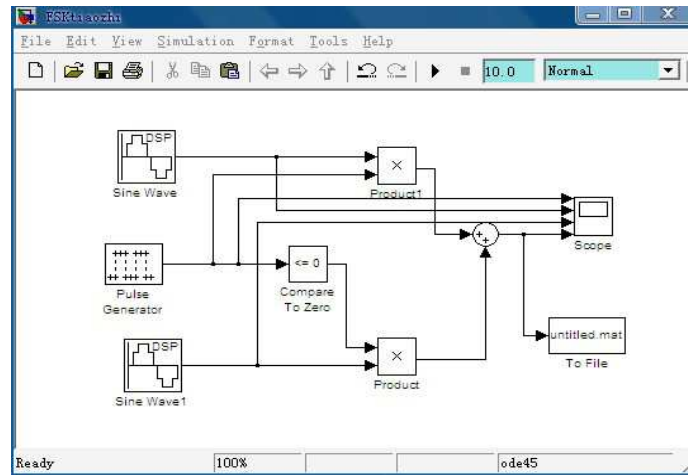 FSKtiaozhi
File Edit View Simulation Format Tools Help
10.0 Normal
DSP
Sine Wave
×
Product1
Scope
Pulse
Generator
<= 0
Compare
To Zero
+
+
untitled.mat
To File
DSP
Sine Wave1
×
Product
Ready 100% ode45